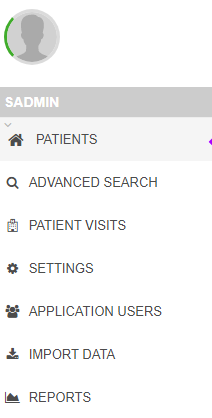 SADMIN
PATIENTS
ADVANCED SEARCH
PATIENT VISITS
SETTINGS
APPLICATION USERS
IMPORT DATA
REPORTS